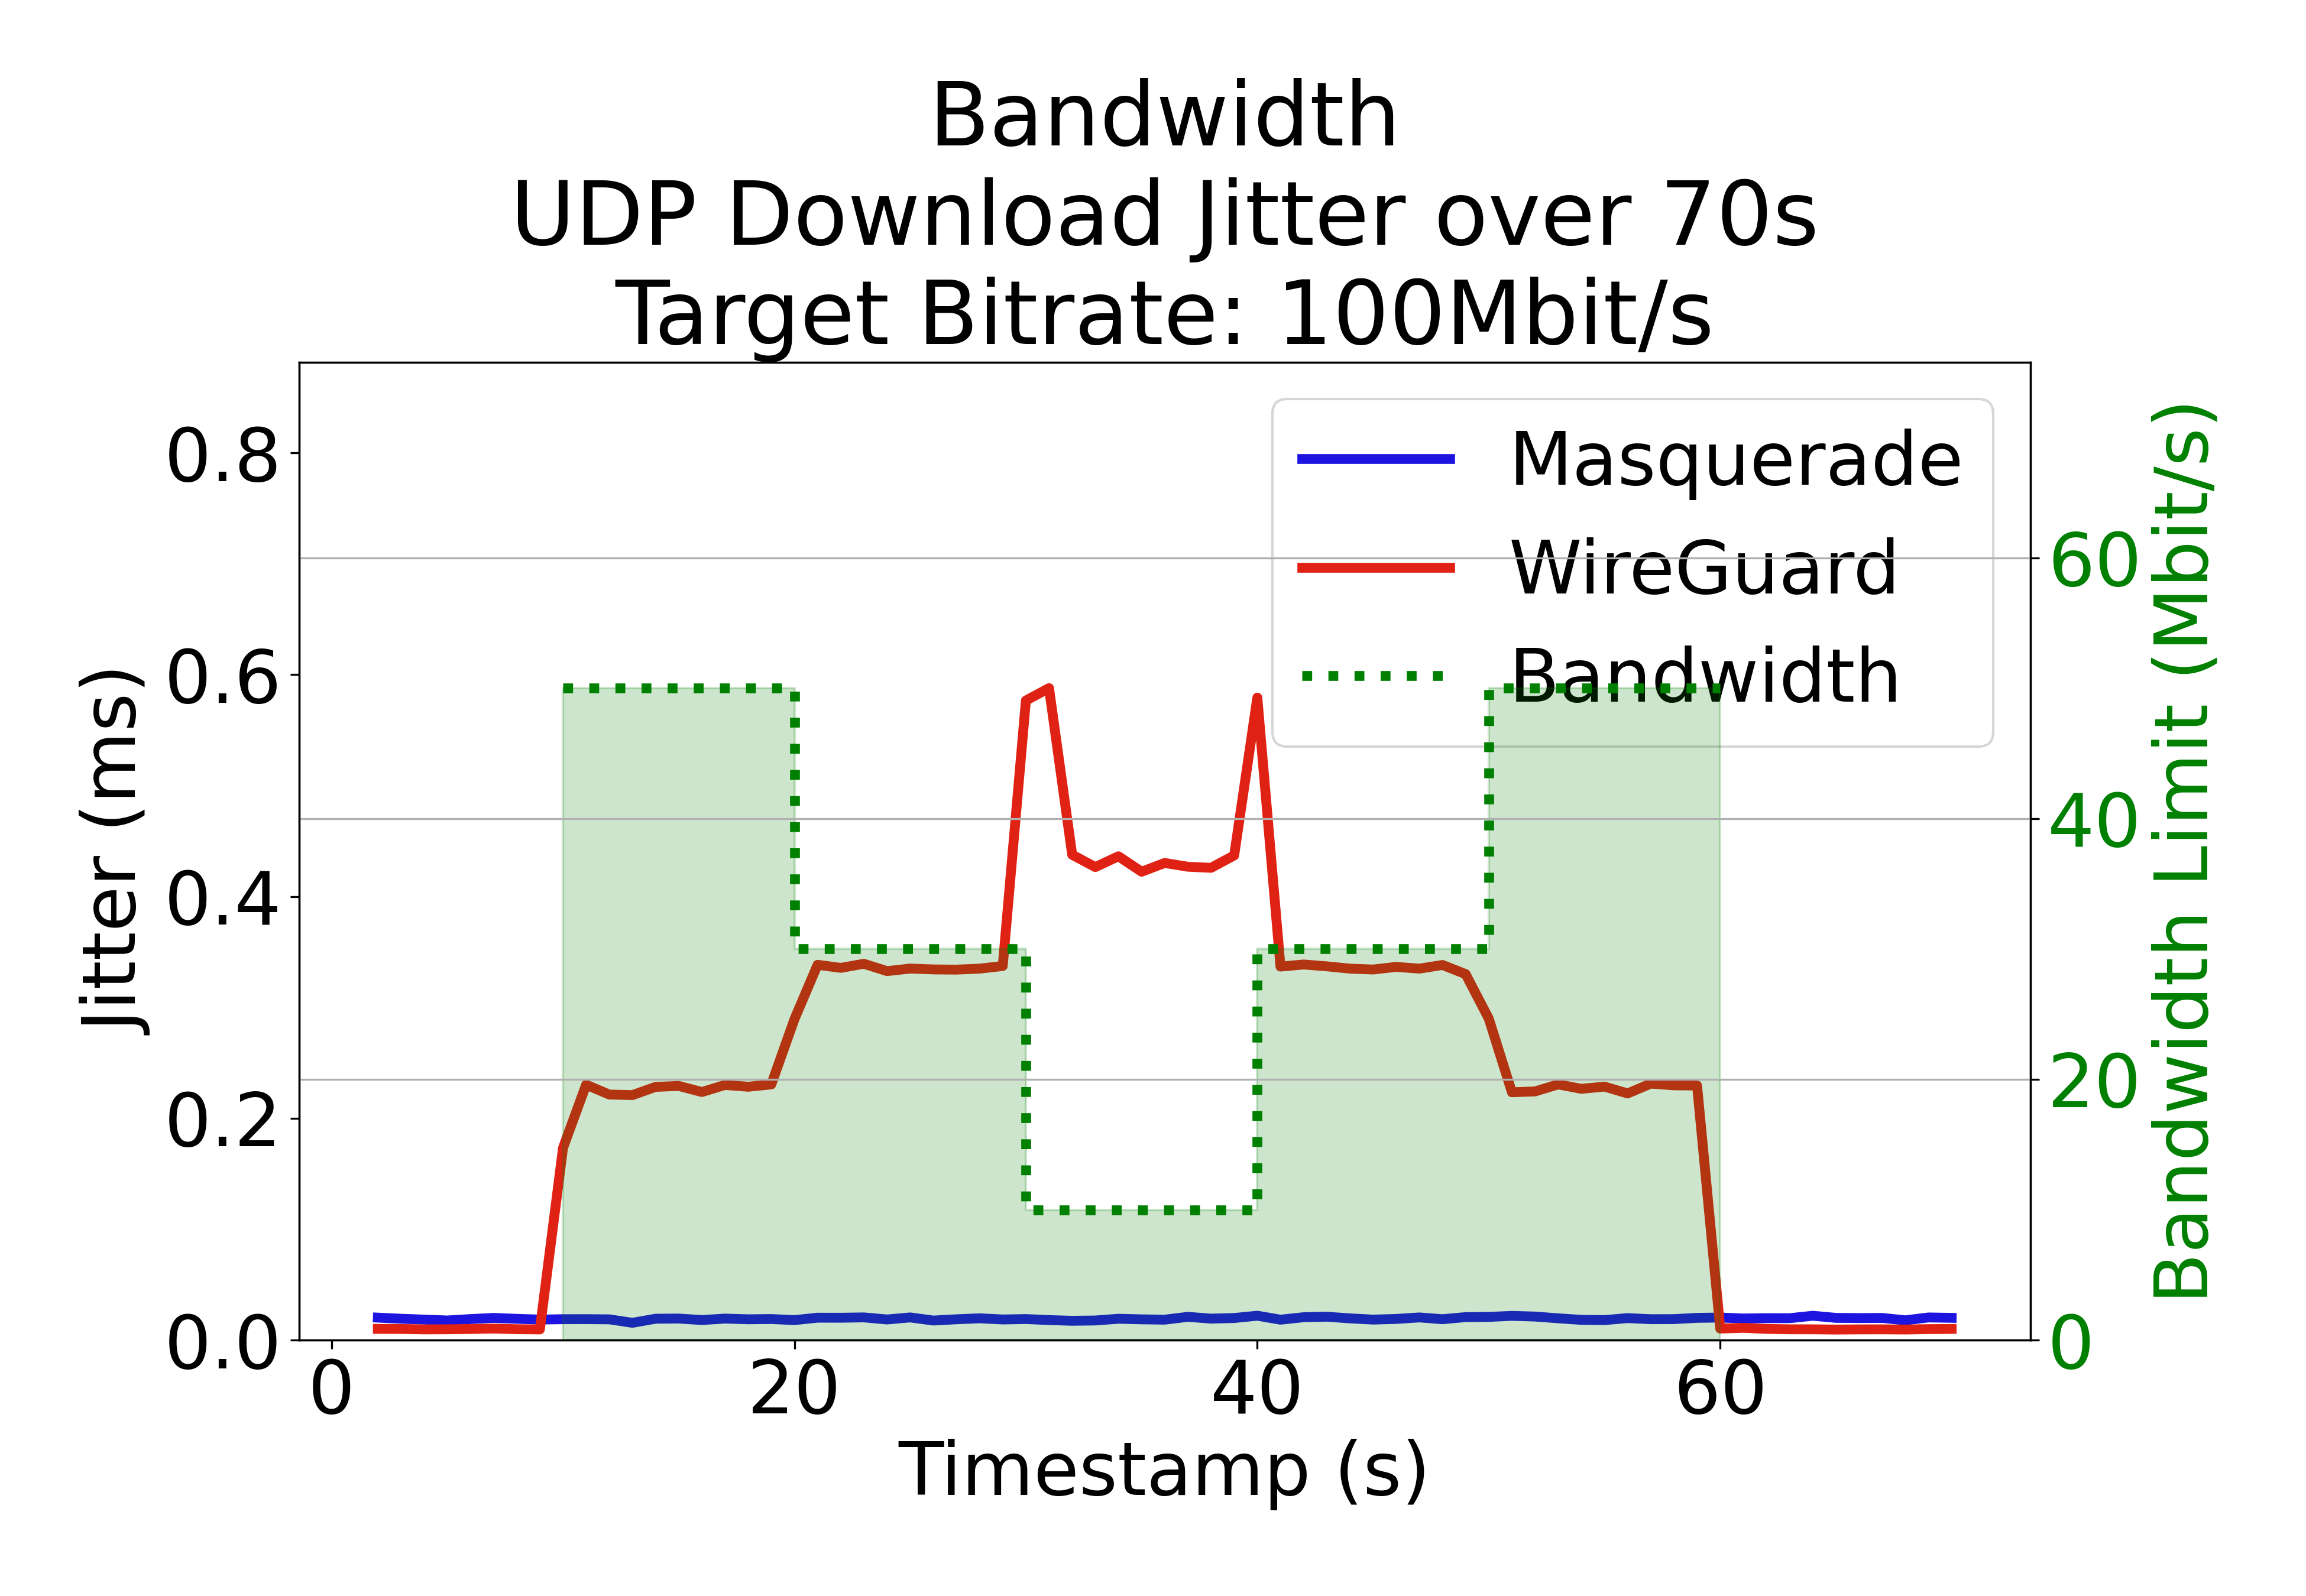 Bandwidth
UDP Download Jitter over 70s
Target Bitrate: 100Mbit/s
Masquerade
WireGuard
Bandwidth
Jitter (ms)
0.8
0.6
0.4
0.2
0.0
60
40
20
0
Bandwidth Limit (Mbit/s)
0
20
40
60
Timestamp (s)